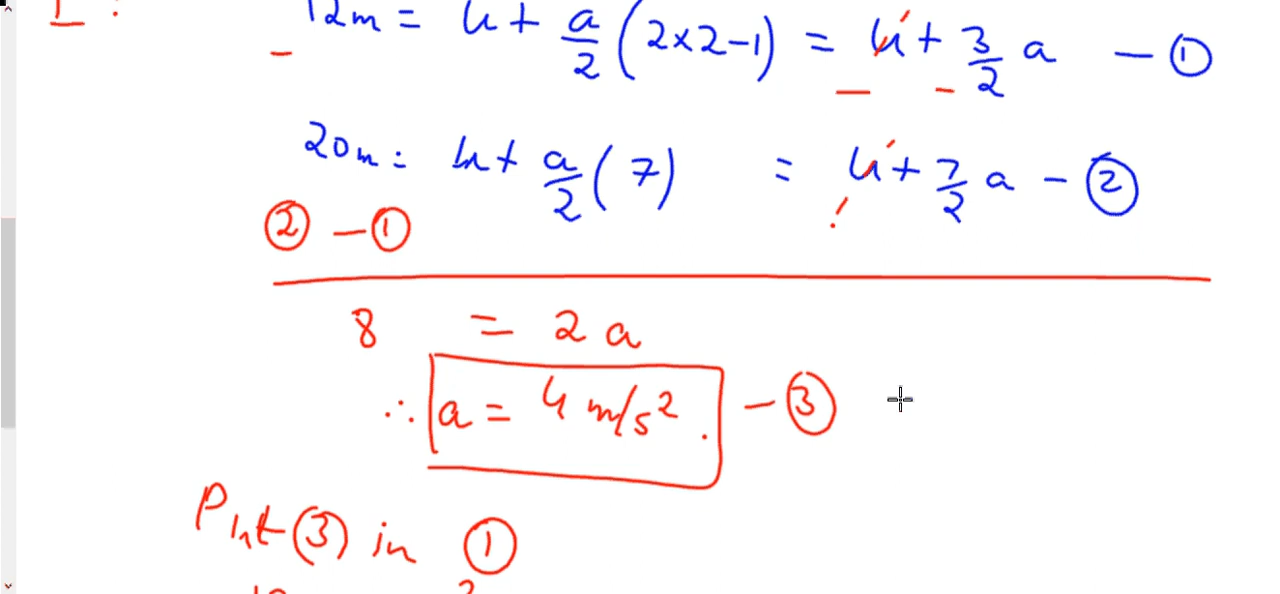 12m = u + a/2 (2×2-1) = u + 3/2 a - ①
20m = u + a/2 (7) = u + 7/2 a - ②
② - ①
8 = 2a
∴ a = 4 m/s². - ③
Put (3) in ①